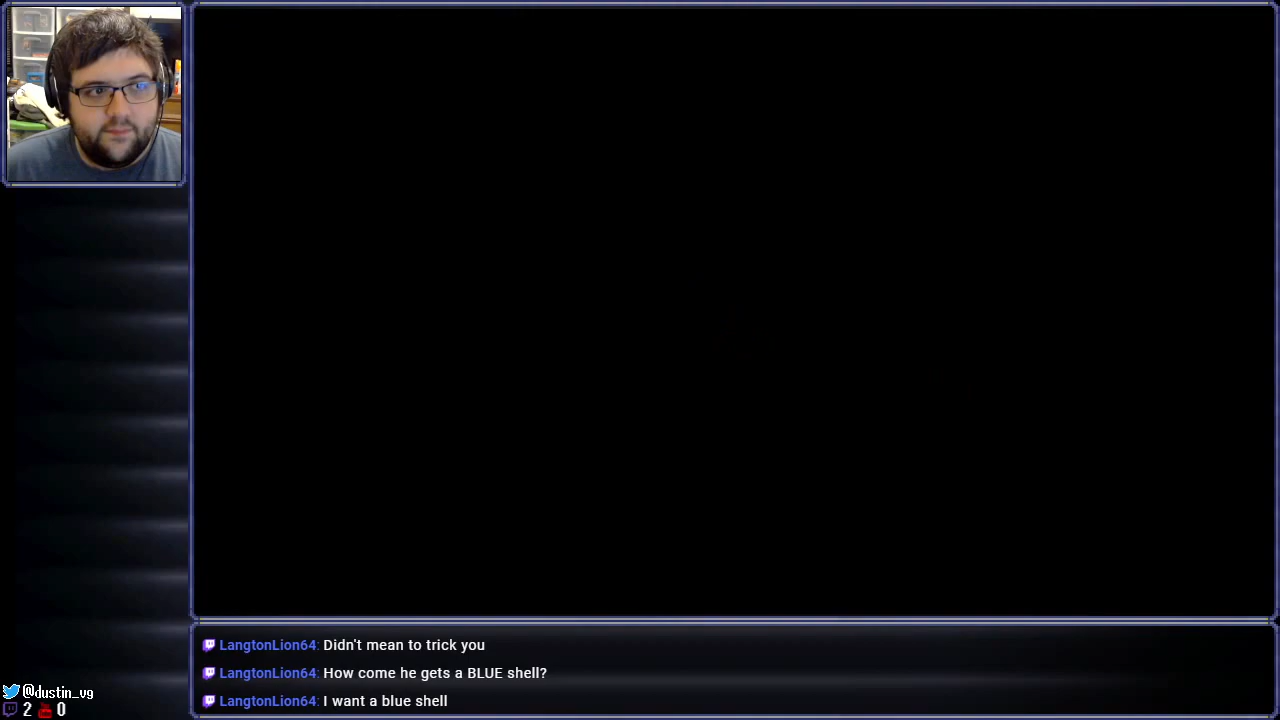 LangtonLion64: Didn't mean to trick you
LangtonLion64: How come he gets a BLUE shell?
LangtonLion64: I want a blue shell
@dustin_vg
2 0